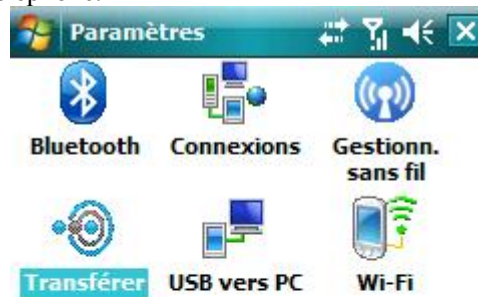 Paramètres
Bluetooth
Connexions
Gestionn.
sans fil
Transférer
USB vers PC
Wi-Fi